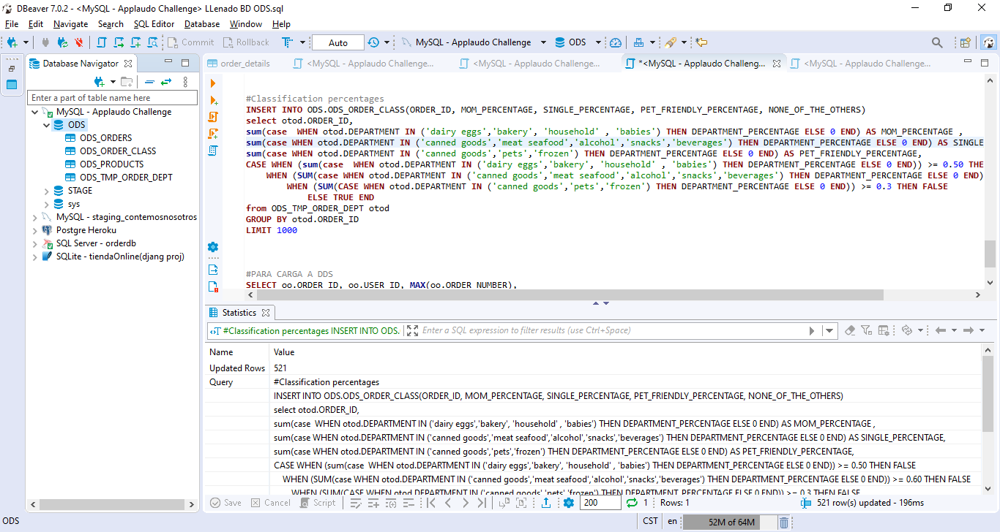 DBeaver 7.0.2 - <MySQL - Applaudo Challenge> LLenado BD ODS.sql
File Edit Navigate Search SQL Editor Database Window Help
Commit Rollback Auto MySQL - Applaudo Challenge ODS
Database Navigator
order_details <MySQL - Applaudo Challenge... <MySQL - Applaudo Challenge... *<MySQL - Applaudo Challeng... <MySQL - Applaudo Challenge...
Enter a part of table name here
MySQL - Applaudo Challenge
ODS
ODS_ORDERS
ODS_ORDER_CLASS
ODS_PRODUCTS
ODS_TMP_ORDER_DEPT
STAGE
sys
MySQL - staging_contemosnosotros
Postgre Heroku
SQL Server - orderdb
SQLite - tiendaOnline(djang proj)
#Classification percentages
INSERT INTO ODS.ODS_ORDER_CLASS(ORDER_ID, MOM_PERCENTAGE, SINGLE_PERCENTAGE, PET_FRIENDLY_PERCENTAGE, NONE_OF_THE_OTHERS)
select otod.ORDER_ID,
sum(case  WHEN otod.DEPARTMENT IN ('dairy eggs','bakery', 'household' , 'babies') THEN DEPARTMENT_PERCENTAGE ELSE 0 END) AS MOM_PERCENTAGE ,
sum(case WHEN otod.DEPARTMENT IN ('canned goods','meat seafood','alcohol','snacks','beverages') THEN DEPARTMENT_PERCENTAGE ELSE 0 END) AS SINGLE
sum(case WHEN otod.DEPARTMENT IN ('canned goods','pets','frozen') THEN DEPARTMENT_PERCENTAGE ELSE 0 END) AS PET_FRIENDLY_PERCENTAGE,
CASE WHEN (sum(case  WHEN otod.DEPARTMENT IN ('dairy eggs','bakery', 'household' , 'babies') THEN DEPARTMENT_PERCENTAGE ELSE 0 END)) >= 0.50 THE
WHEN (SUM(case WHEN otod.DEPARTMENT IN ('canned goods','meat seafood','alcohol','snacks','beverages') THEN DEPARTMENT_PERCENTAGE ELSE 0 END)
WHEN (SUM(CASE WHEN otod.DEPARTMENT IN ('canned goods','pets','frozen') THEN DEPARTMENT_PERCENTAGE ELSE 0 END)) >= 0.3 THEN FALSE
ELSE TRUE END
from ODS_TMP_ORDER_DEPT otod
GROUP BY otod.ORDER_ID
LIMIT 1000
#PARA CARGA A DDS
SELECT oo.ORDER_ID, oo.USER_ID, MAX(oo.ORDER_NUMBER),
Statistics
#Classification percentages INSERT INTO ODS. Enter a SQL expression to filter results (use Ctrl+Space)
Name Value
Updated Rows 521
Query #Classification percentages
INSERT INTO ODS.ODS_ORDER_CLASS(ORDER_ID, MOM_PERCENTAGE, SINGLE_PERCENTAGE, PET_FRIENDLY_PERCENTAGE, NONE_OF_THE_OTHERS)
select otod.ORDER_ID,
sum(case  WHEN otod.DEPARTMENT IN ('dairy eggs','bakery', 'household' , 'babies') THEN DEPARTMENT_PERCENTAGE ELSE 0 END) AS MOM_PERCENTAGE ,
sum(case WHEN otod.DEPARTMENT IN ('canned goods','meat seafood','alcohol','snacks','beverages') THEN DEPARTMENT_PERCENTAGE ELSE 0 END) AS SINGLE_PERCENTAGE,
sum(case WHEN otod.DEPARTMENT IN ('canned goods','pets','frozen') THEN DEPARTMENT_PERCENTAGE ELSE 0 END) AS PET_FRIENDLY_PERCENTAGE,
CASE WHEN (sum(case  WHEN otod.DEPARTMENT IN ('dairy eggs','bakery', 'household' , 'babies') THEN DEPARTMENT_PERCENTAGE ELSE 0 END)) >= 0.50 THEN FALSE
WHEN (SUM(case WHEN otod.DEPARTMENT IN ('canned goods','meat seafood','alcohol','snacks','beverages') THEN DEPARTMENT_PERCENTAGE ELSE 0 END)) >= 0.60 THEN FALSE
WHEN (SUM(CASE WHEN otod.DEPARTMENT IN ('canned goods','pets','frozen') THEN DEPARTMENT_PERCENTAGE ELSE 0 END)) >= 0.3 THEN FALSE
Save Cancel Script 200 1 Rows: 1 521 row(s) updated - 196ms
ODS CST en 52M of 64M